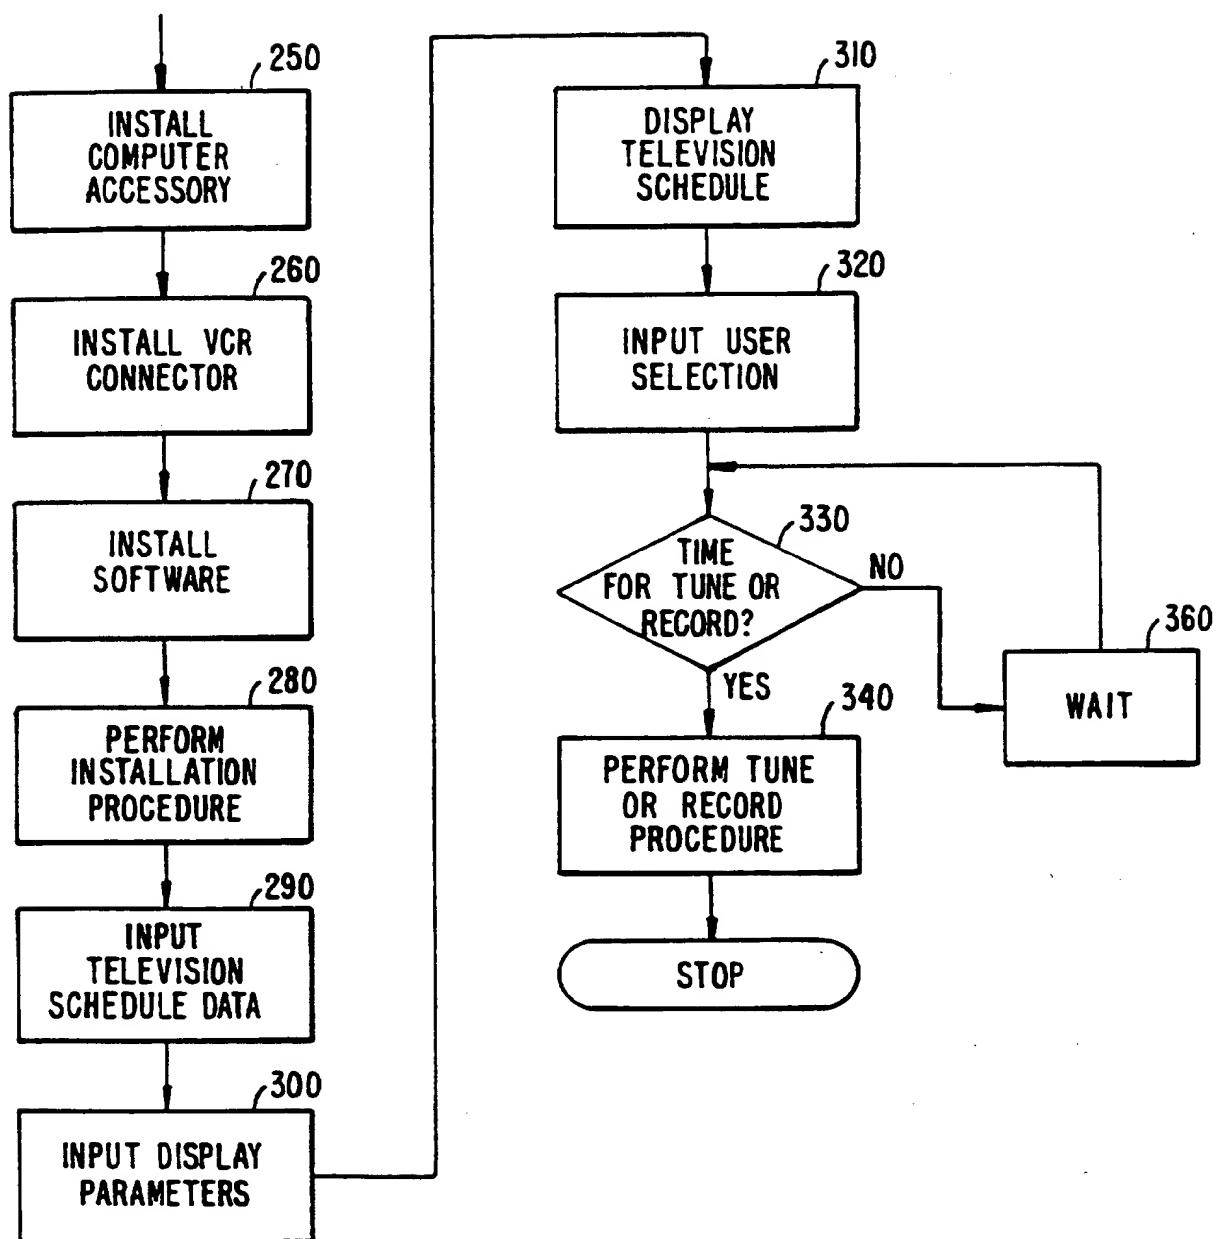 250
INSTALL
COMPUTER
ACCESSORY
260
INSTALL VCR
CONNECTOR
270
INSTALL
SOFTWARE
280
PERFORM
INSTALLATION
PROCEDURE
290
INPUT
TELEVISION
SCHEDULE DATA
300
INPUT DISPLAY
PARAMETERS
310
DISPLAY
TELEVISION
SCHEDULE
320
INPUT USER
SELECTION
330
TIME
FOR TUNE OR
RECORD?
NO
YES
360
WAIT
340
PERFORM TUNE
OR RECORD
PROCEDURE
STOP